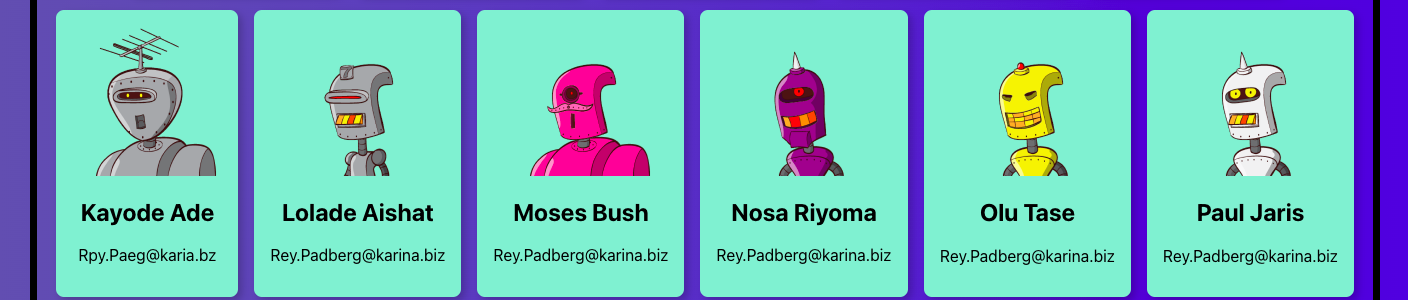 Kayode Ade
Rpy.Paeg@karia.bz
Lolade Aishat
Rey.Padberg@karina.biz
Moses Bush
Rey.Padberg@karina.biz
Nosa Riyoma
Rey.Padberg@karina.biz
Olu Tase
Rey.Padberg@karina.biz
Paul Jaris
Rey.Padberg@karina.biz